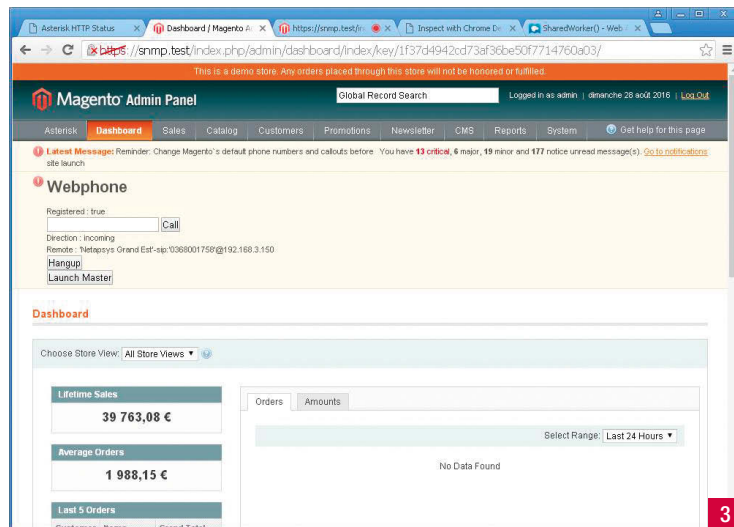 Asterisk HTTP Status
Dashboard / Magento A
https://snmp.test/in
Inspect with Chrome De
SharedWorker() - Web
https://snmp.test/index.php/admin/dashboard/index/key/1f37d4942cd73af36be50f7714760a03/
This is a demo store. Any orders placed through this store will not be honored or fulfilled.
Magento Admin Panel
Global Record Search
Logged in as admin | dimanche 28 août 2016 | Log Out
Asterisk Dashboard Sales Catalog Customers Promotions Newsletter CMS Reports System Get help for this page
Latest Message: Reminder: Change Magento`s default phone numbers and callouts before site launch
You have 13 critical, 6 major, 19 minor and 177 notice unread message(s). Go to notifications
Webphone
Registered : true
Call
Direction : incoming
Remote : 'Netapsys Grand Est'-sip:'0368001758'@192.168.3.150
Hangup
Launch Master
Dashboard
Choose Store View: All Store Views
Lifetime Sales
39 763,08 €
Average Orders
1 988,15 €
Last 5 Orders
Orders Amounts
Select Range: Last 24 Hours
No Data Found
3